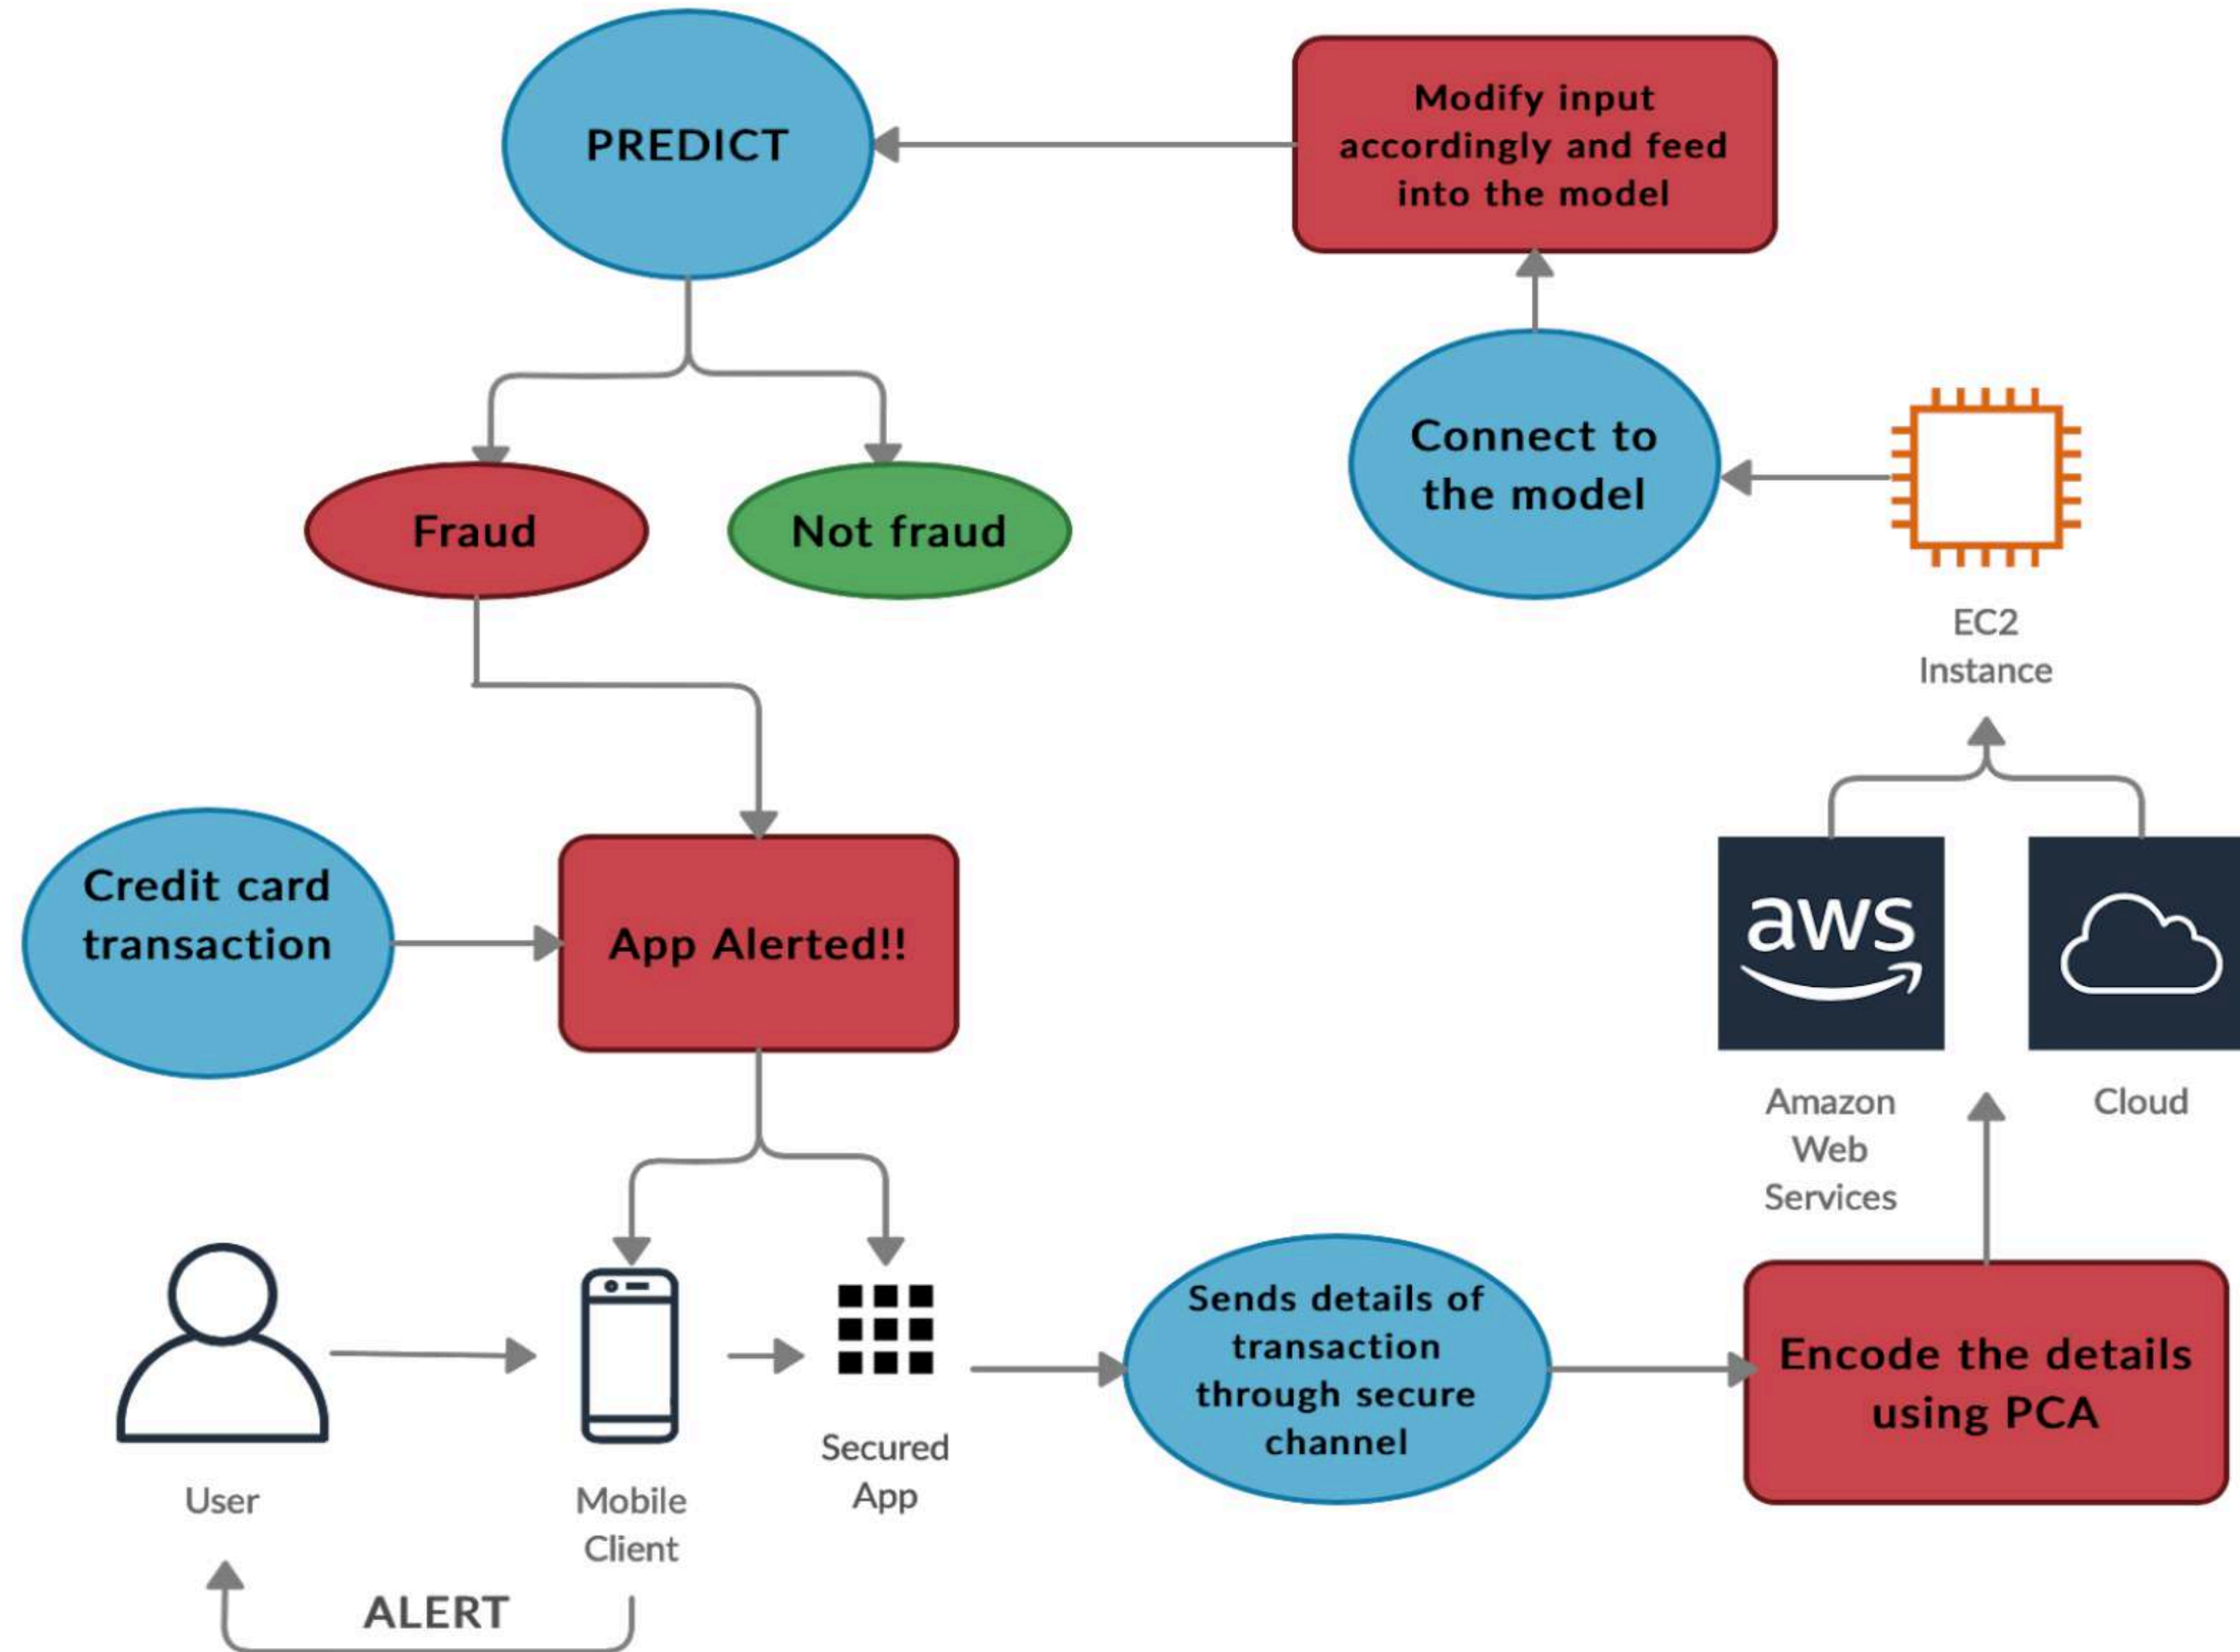 PREDICT
Modify input
accordingly and feed
into the model
Fraud
Not fraud
Connect to
the model
EC2
Instance
Credit card
transaction
App Alerted!!
aws
Amazon
Web
Services
Cloud
Sends details of
transaction
through secure
channel
Encode the details
using PCA
User
Mobile
Client
Secured
App
ALERT